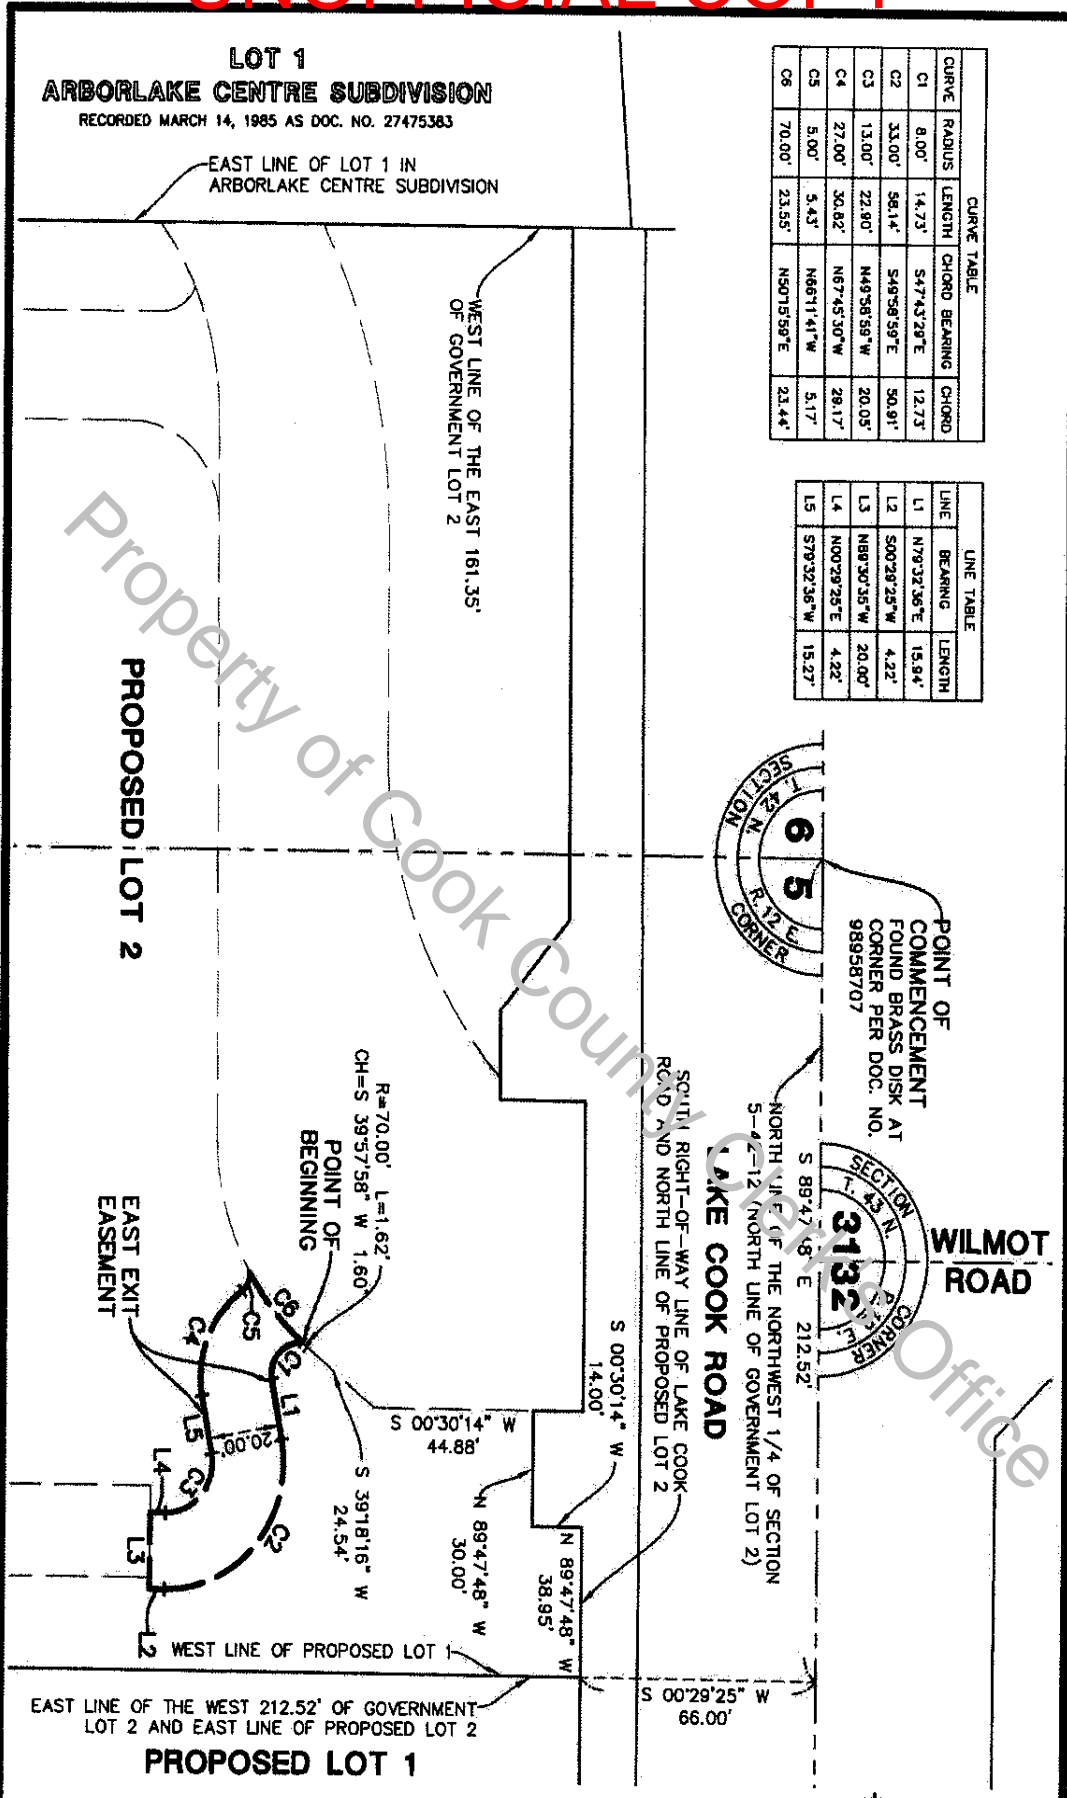 UNOFFICIAL COPY
LOT 1
ARBORLAKE CENTRE SUBDIVISION
RECORDED MARCH 14, 1985 AS DOC. NO. 27475383
EAST LINE OF LOT 1 IN
ARBORLAKE CENTRE SUBDIVISION
CURVE TABLE
CURVE RADIUS LENGTH CHORD BEARING CHORD
C1 8.00' 14.73' S47°43'29"E 12.73'
C2 33.00' 58.14' S49°58'59"E 50.91'
C3 13.00' 22.90' N49°58'59"W 20.05'
C4 27.00' 30.82' N67°45'30"W 29.17'
C5 5.00' 5.43' N66°11'41"W 5.17'
C6 70.00' 23.55' N50°15'59"E 23.44'
LINE TABLE
LINE BEARING LENGTH
L1 N79°32'36"E 15.94'
L2 S00°29'25"W 4.22'
L3 N89°30'35"W 20.00'
L4 N00°29'25"E 4.22'
L5 S79°32'36"W 15.27'
WEST LINE OF THE EAST 161.35'
OF GOVERNMENT LOT 2
PROPOSED LOT 2
SECTION
T. 42 N.
6 5
R. 12 E.
CORNER
POINT OF
COMMENCEMENT
FOUND BRASS DISK AT
CORNER PER DOC. NO.
98958707
SECTION
T. 43 N.
31 32
CORNER
WILMOT
ROAD
S 89°47'48" E 212.52'
NORTH LINE OF THE NORTHWEST 1/4 OF SECTION
5-42-12 (NORTH LINE OF GOVERNMENT LOT 2)
LAKE COOK ROAD
SOUTH RIGHT-OF-WAY LINE OF LAKE COOK
ROAD AND NORTH LINE OF PROPOSED LOT 2
R=70.00' L=1.62'
CH=S 39°57'58" W 1.60'
POINT OF
BEGINNING
EAST EXIT
EASEMENT
C6
C5
C1
C4
L1
L5
20.00'
C3
L4
C2
L3
L2
S 00°30'14" W
14.00'
S 00°30'14" W
44.88'
S 39°18'16" W
24.54'
N 89°47'48" W
30.00'
N 89°47'48" W
38.95'
WEST LINE OF PROPOSED LOT 1
S 00°29'25" W
66.00'
EAST LINE OF THE WEST 212.52' OF GOVERNMENT
LOT 2 AND EAST LINE OF PROPOSED LOT 2
PROPOSED LOT 1
Property of Cook County Clerk's Office